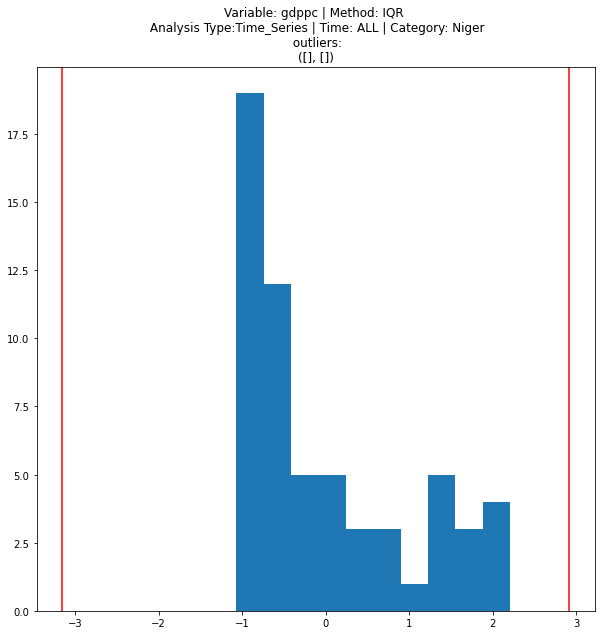 Variable: gdppc | Method: IQR
Analysis Type:Time_Series | Time: ALL | Category: Niger
outliers:
([], [])
17.5
15.0
12.5
10.0
7.5
5.0
2.5
0.0
−3 −2 −1 0 1 2 3